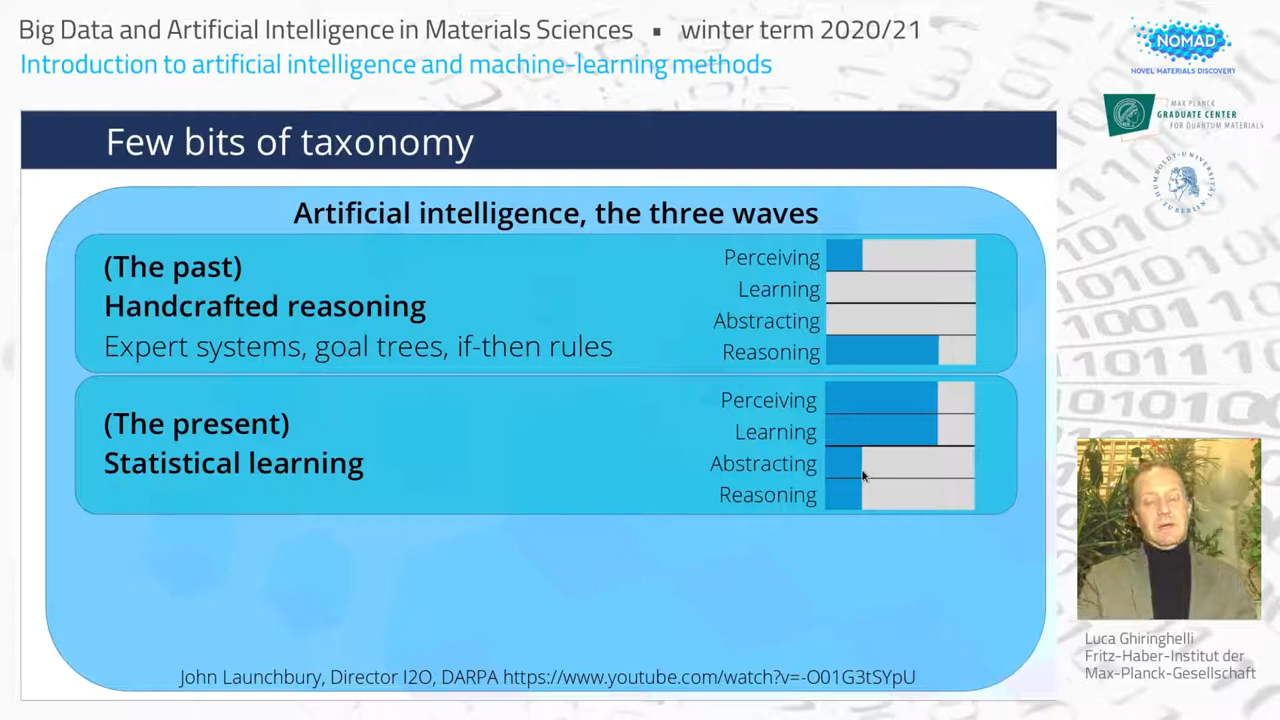 Big Data and Artificial Intelligence in Materials Sciences ▪ winter term 2020/21
Introduction to artificial intelligence and machine-learning methods
NOMAD
NOVEL MATERIALS DISCOVERY
MAX PLANCK
GRADUATE CENTER
FOR QUANTUM MATERIALS
HUMBOLDT-UNIVERSITÄT ZU BERLIN
Few bits of taxonomy
Artificial intelligence, the three waves
(The past)
Handcrafted reasoning
Expert systems, goal trees, if-then rules
Perceiving
Learning
Abstracting
Reasoning
(The present)
Statistical learning
Perceiving
Learning
Abstracting
Reasoning
John Launchbury, Director I2O, DARPA https://www.youtube.com/watch?v=-O01G3tSYpU
Luca Ghiringhelli
Fritz-Haber-Institut der
Max-Planck-Gesellschaft